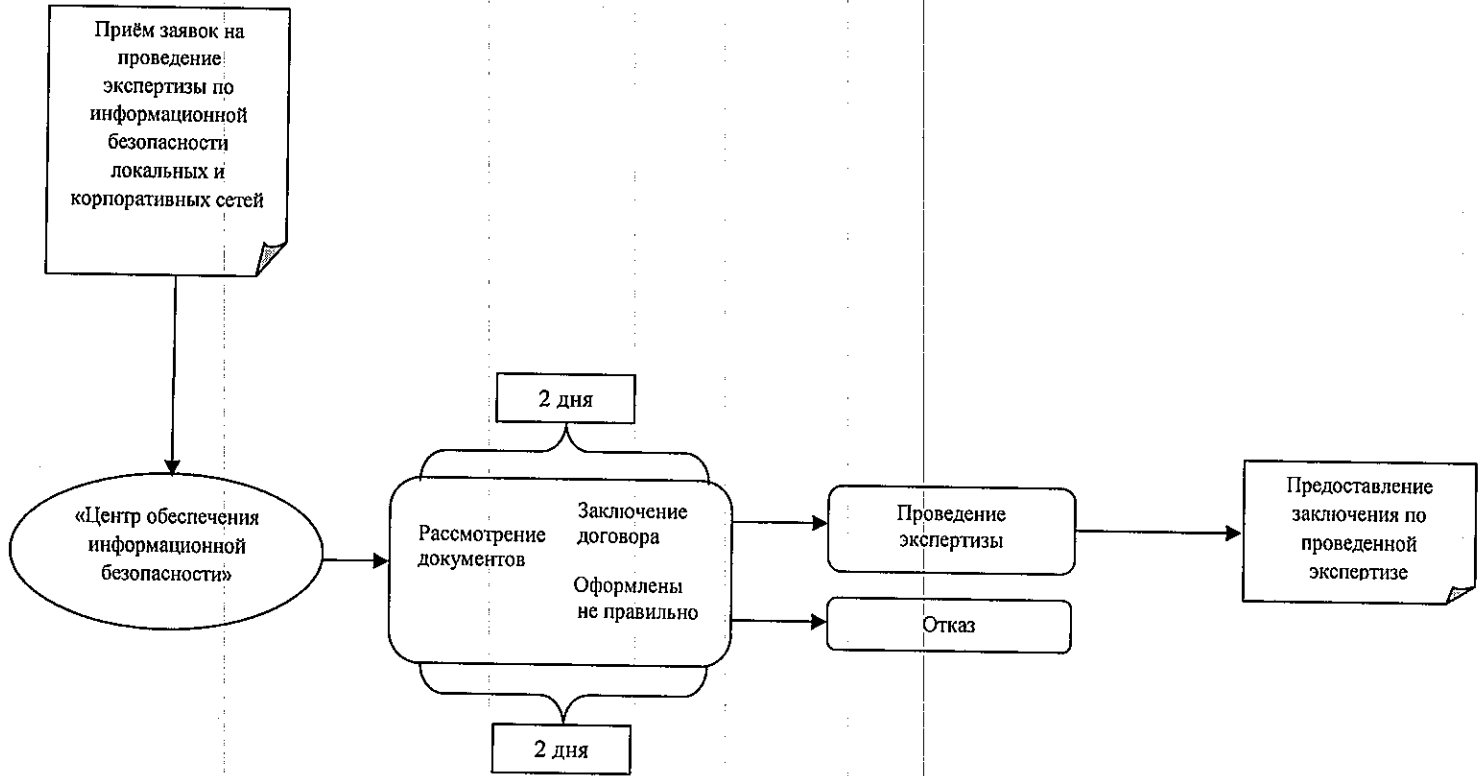 Приём заявок на
проведение
экспертизы по
информационной
безопасности
локальных и
корпоративных сетей
2 дня
«Центр обеспечения
информационной
безопасности»
Рассмотрение
документов
Заключение
договора
Оформлены
не правильно
2 дня
Проведение
экспертизы
Отказ
Предоставление
заключения по
проведенной
экспертизе